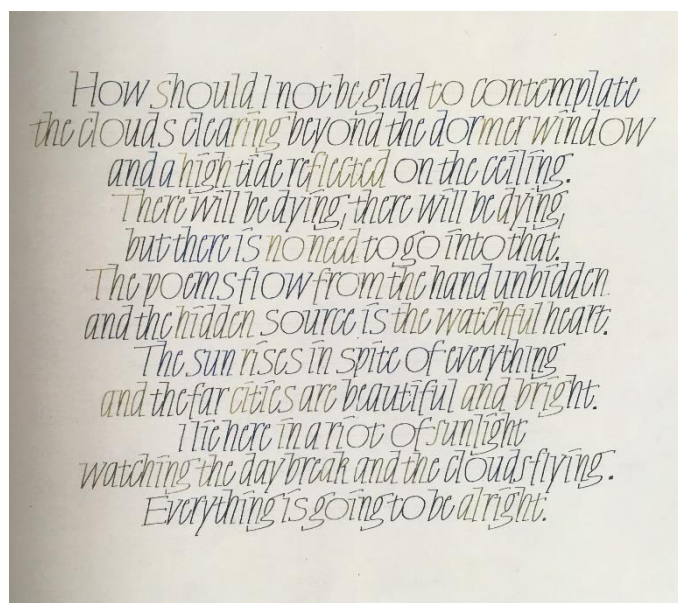 How should I not be glad to contemplate
the clouds clearing beyond the dormer window
and a high tide reflected on the ceiling.
There will be dying, there will be dying,
but there is no need to go into that.
The poems flow from the hand unbidden
and the hidden source is the watchful heart.
The sun rises in spite of everything
and the far cities are beautiful and bright.
I lie here in a riot of sunlight
watching the day break and the clouds flying.
Everything is going to be alright.